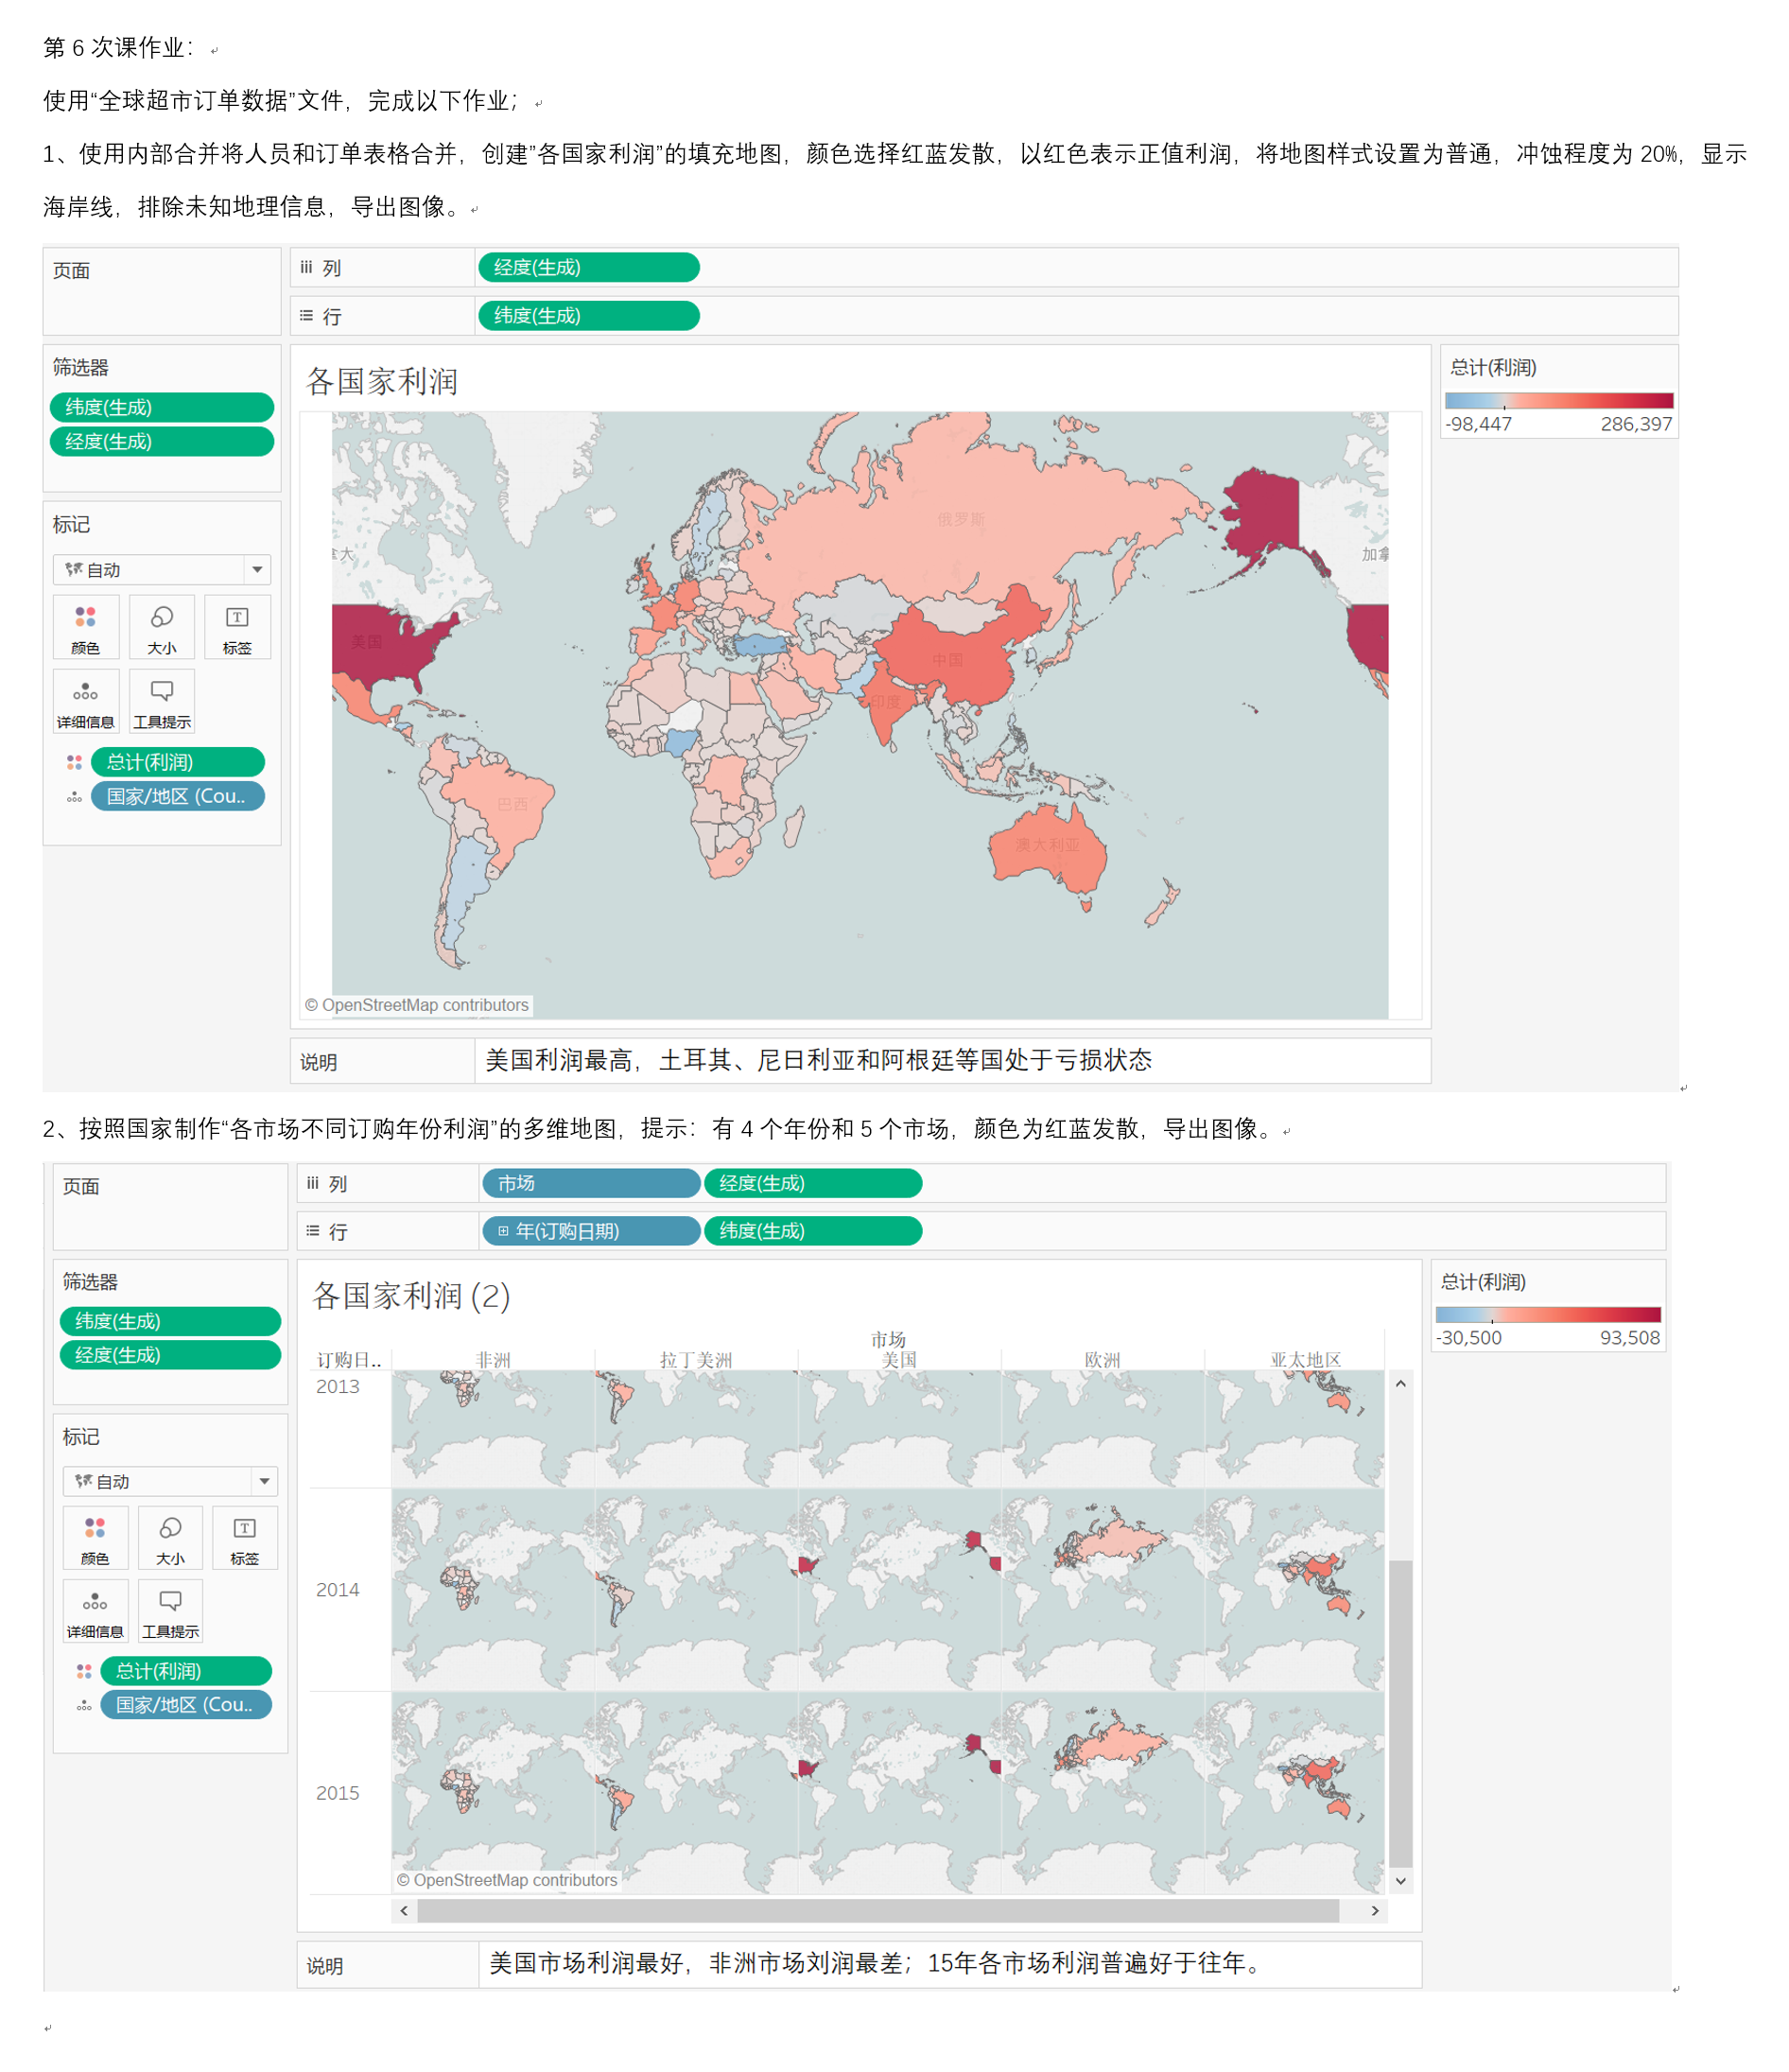 第 6 次课作业：
使用“全球超市订单数据”文件，完成以下作业；
1、使用内部合并将人员和订单表格合并，创建”各国家利润”的填充地图，颜色选择红蓝发散，以红色表示正值利润，将地图样式设置为普通，冲蚀程度为 20%，显示
海岸线，排除未知地理信息，导出图像。
页面
列 经度(生成)
行 纬度(生成)
筛选器
纬度(生成)
经度(生成)
标记
自动
颜色 大小 标签
详细信息 工具提示
总计(利润)
国家/地区 (Cou..
各国家利润
俄罗斯
拿大
加拿
美国
中国
印度
巴西
澳大利亚
© OpenStreetMap contributors
总计(利润)
-98,447 286,397
说明 美国利润最高，土耳其、尼日利亚和阿根廷等国处于亏损状态
2、按照国家制作“各市场不同订购年份利润”的多维地图，提示：有 4 个年份和 5 个市场，颜色为红蓝发散，导出图像。
页面
列 市场 经度(生成)
行 年(订购日期) 纬度(生成)
筛选器
纬度(生成)
经度(生成)
标记
自动
颜色 大小 标签
详细信息 工具提示
总计(利润)
国家/地区 (Cou..
各国家利润 (2)
市场
订购日.. 非洲 拉丁美洲 美国 欧洲 亚太地区
2013
2014
2015
© OpenStreetMap contributors
总计(利润)
-30,500 93,508
说明 美国市场利润最好，非洲市场刘润最差；15年各市场利润普遍好于往年。